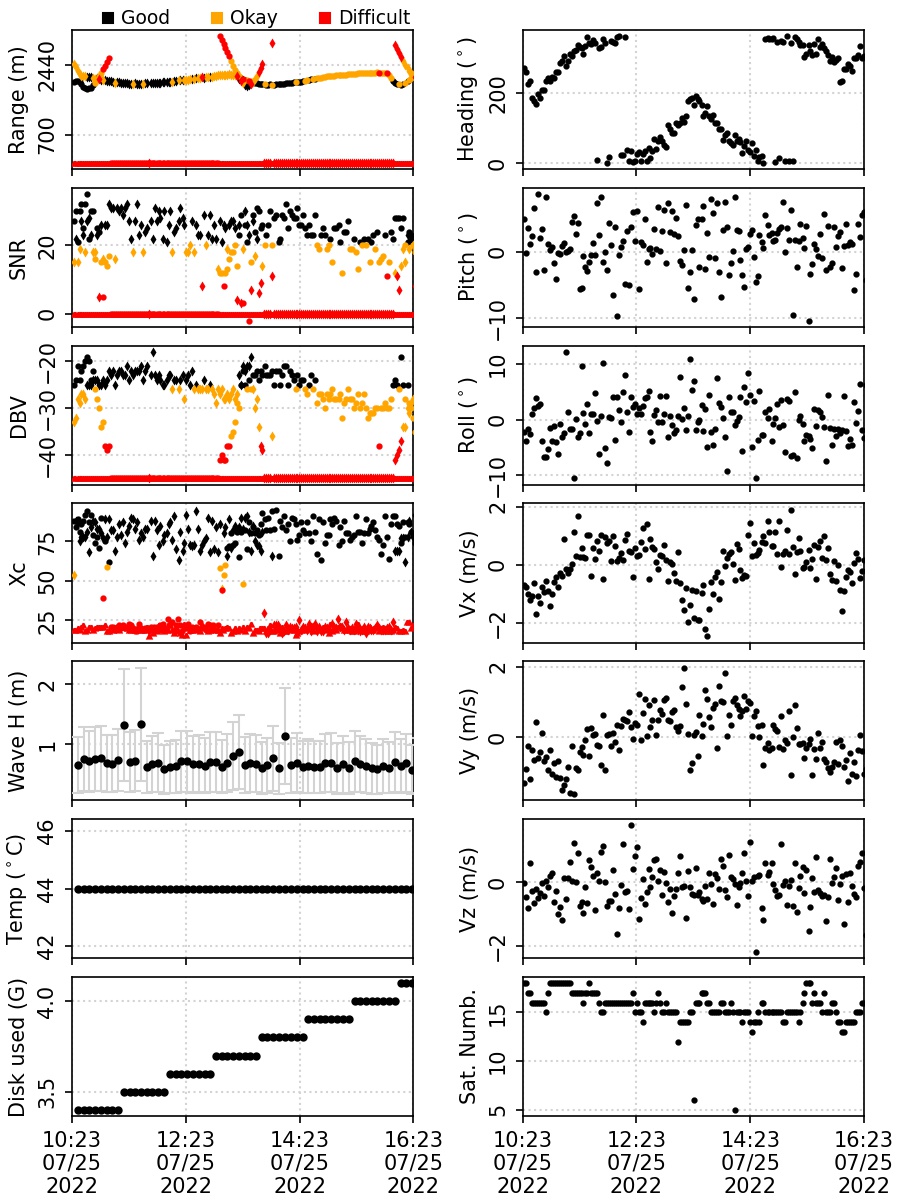 Good Okay Difficult
Range (m)
2440
700
Heading (°)
200
0
SNR
20
0
Pitch (°)
0
−10
DBV
−20
−30
−40
Roll (°)
10
0
−10
Xc
75
50
25
Vx (m/s)
2
0
−2
Wave H (m)
2
1
Vy (m/s)
2
0
Temp (°C)
46
44
42
Vz (m/s)
0
−2
Disk used (G)
4.0
3.5
Sat. Numb.
15
10
5
10:23 12:23 14:23 16:23
07/25 07/25 07/25 07/25
2022 2022 2022 2022
10:23 12:23 14:23 16:23
07/25 07/25 07/25 07/25
2022 2022 2022 2022